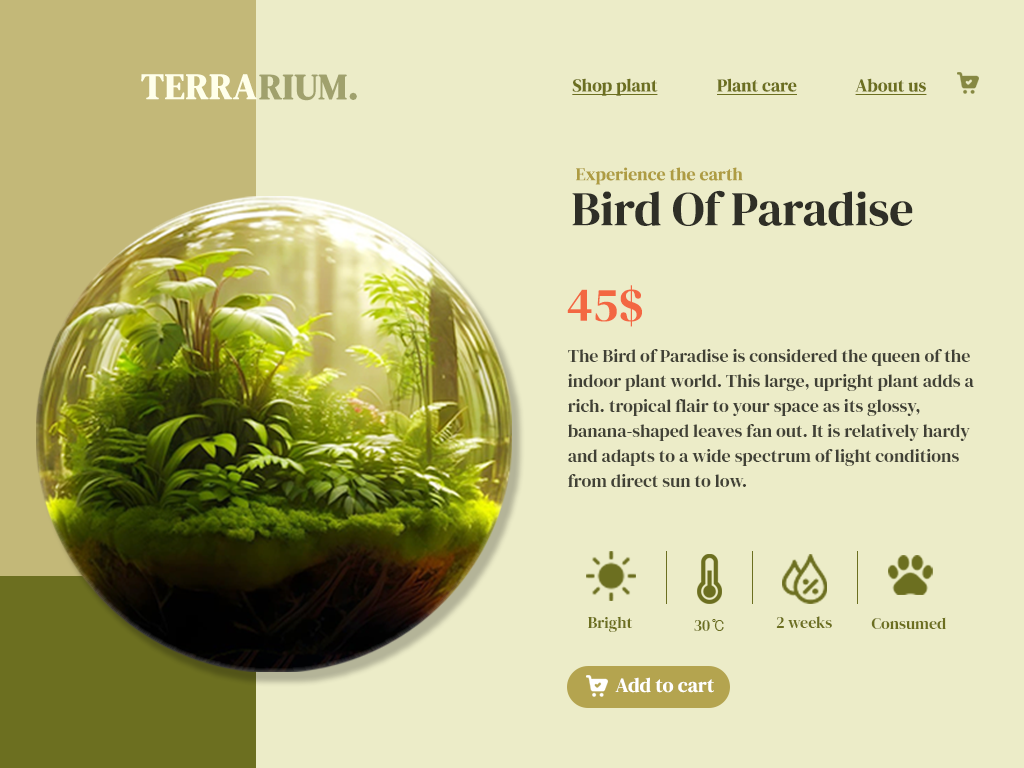 TERRARIUM.
Shop plant
Plant care
About us
Experience the earth
Bird Of Paradise
45$
The Bird of Paradise is considered the queen of the
indoor plant world. This large, upright plant adds a
rich. tropical flair to your space as its glossy,
banana-shaped leaves fan out. It is relatively hardy
and adapts to a wide spectrum of light conditions
from direct sun to low.
Bright
30℃
2 weeks
Consumed
Add to cart